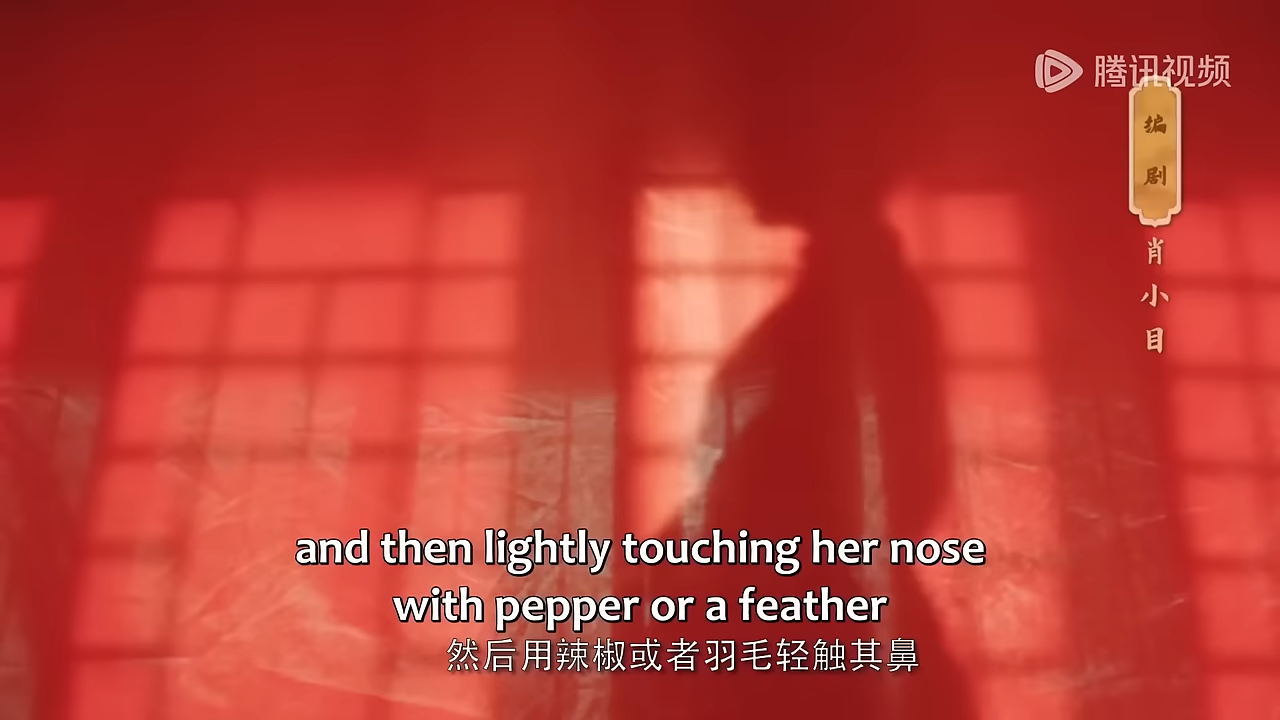 腾讯视频
编剧
肖小目
and then lightly touching her nose
with pepper or a feather
然后用辣椒或者羽毛轻触其鼻